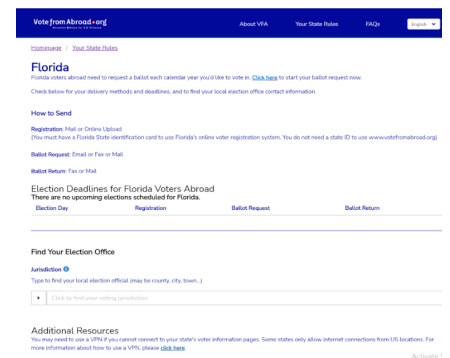 Vote from Abroad.org
About VFA
Your State Rules
FAQs
English
Homepage / Your State Rules
Florida
Florida voters abroad need to request a ballot each calendar year you'd like to vote in. Click here to start your ballot request now.
Check below for your delivery methods and deadlines, and to find your local election office contact information.
How to Send
Registration: Mail or Online Upload
(You must have a Florida State identification card to use Florida's online voter registration system. You do not need a state ID to use www.votefromabroad.org)
Ballot Request: Email or Fax or Mail
Ballot Return: Fax or Mail
Election Deadlines for Florida Voters Abroad
There are no upcoming elections scheduled for Florida.
Election Day Registration Ballot Request Ballot Return
Find Your Election Office
Jurisdiction
Type to find your local election official (may be county, city, town...)
Click to find your voting jurisdiction
Additional Resources
You may need to use a VPN if you cannot connect to your state's voter information pages. Some states only allow internet connections from US locations. For
more information about how to use a VPN, please click here.
Activate